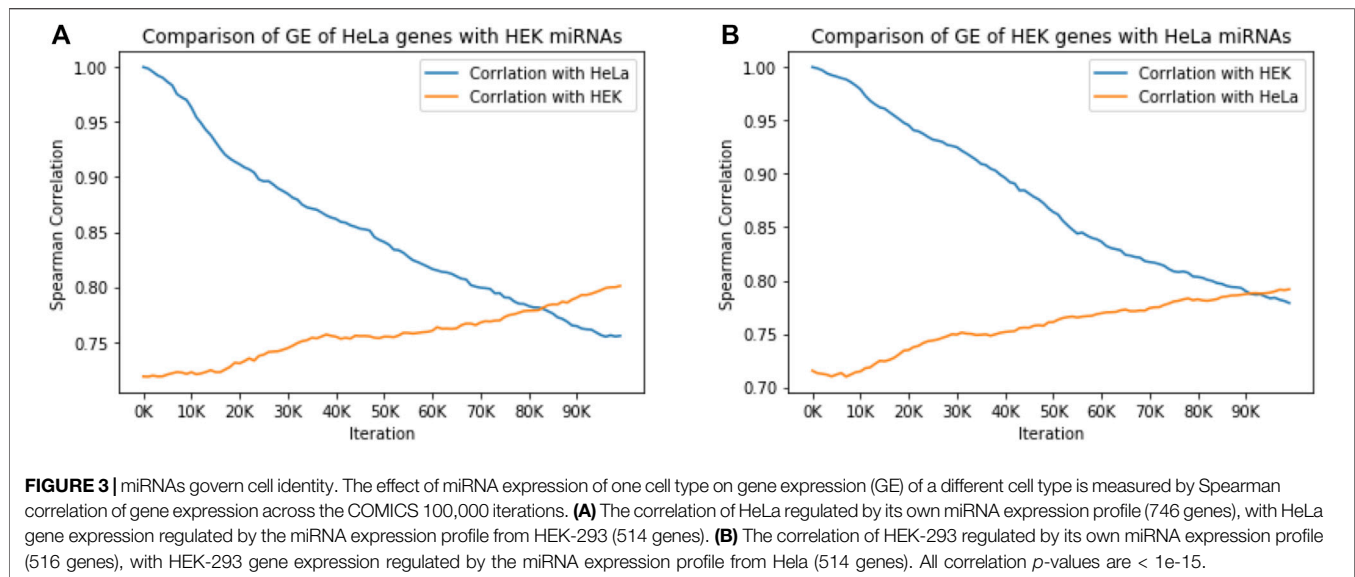 A
Comparison of GE of HeLa genes with HEK miRNAs
Corrlation with HeLa
Corrlation with HEK
Spearman Correlation
1.00
0.95
0.90
0.85
0.80
0.75
0K 10K 20K 30K 40K 50K 60K 70K 80K 90K
Iteration
B
Comparison of GE of HEK genes with HeLa miRNAs
Corrlation with HEK
Corrlation with HeLa
Spearman Correlation
1.00
0.95
0.90
0.85
0.80
0.75
0.70
0K 10K 20K 30K 40K 50K 60K 70K 80K 90K
Iteration
FIGURE 3 | miRNAs govern cell identity. The effect of miRNA expression of one cell type on gene expression (GE) of a different cell type is measured by Spearman
correlation of gene expression across the COMICS 100,000 iterations. (A) The correlation of HeLa regulated by its own miRNA expression profile (746 genes), with HeLa
gene expression regulated by the miRNA expression profile from HEK-293 (514 genes). (B) The correlation of HEK-293 regulated by its own miRNA expression profile
(516 genes), with HEK-293 gene expression regulated by the miRNA expression profile from Hela (514 genes). All correlation p-values are < 1e-15.